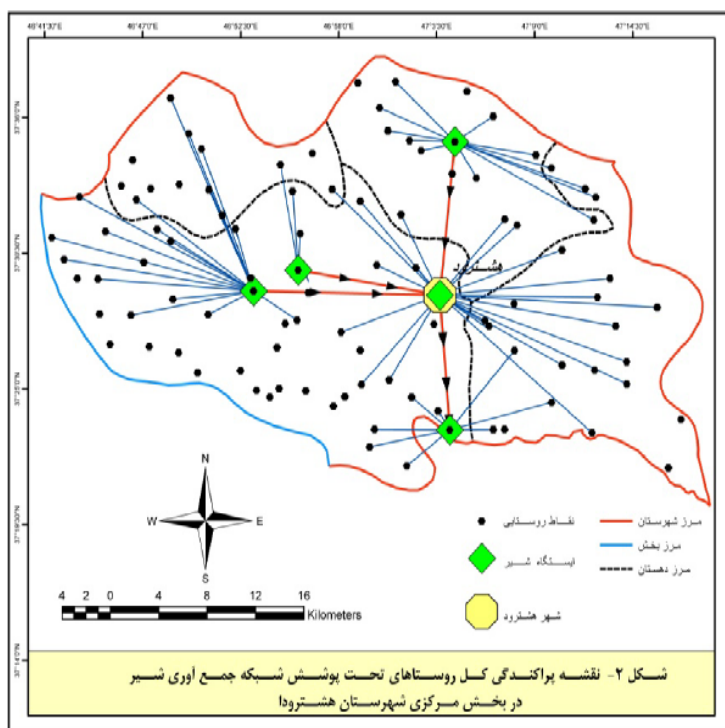 46°41'30"E 46°47'0"E 46°52'30"E 46°58'0"E 47°3'30"E 47°9'0"E 47°14'30"E
37°36'0"N
37°30'30"N
37°25'0"N
37°19'30"N
37°14'0"N
هشترود
N
W E
S
4 2 0 4 8 12 16
Kilometers
نقاط روستایی
ایستگاه شیر
شهر هشترود
مرز شهرستان
مرز بخش
مرز دهستان
شکل ۲- نقشه پراکندگی کل روستاهای تحت پوشش شبکه جمع آوری شیر
در بخش مرکزی شهرستان هشترودا